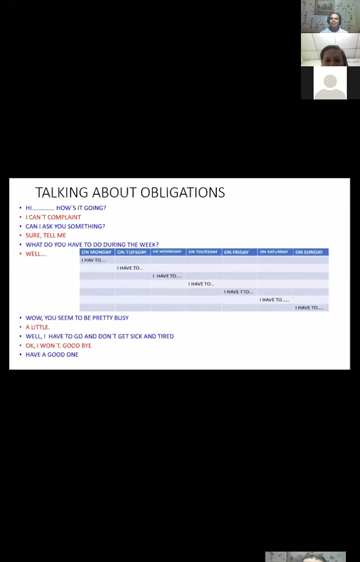 TALKING ABOUT OBLIGATIONS
HI.............. HOW´S IT GOING?
I CAN´T COMPLAINT
CAN I ASK YOU SOMETHING?
SURE, TELL ME
WHAT DO YOU HAVE TO DO DURING THE WEEK?
WELL....
ON MONDAY ON TUESDAY ON WEDNESDAY ON THURSDAY ON FRIDAY ON SATURDAY ON SUNDAY
I HAV TO....
I HAVE TO...
I HAVE TO....
I HAVE TO...
I HAVE TO...
I HAVE TO......
I HAVE TO....
WOW, YOU SEEM TO BE PRETTY BUSY
A LITTLE.
WELL, I HAVE TO GO AND DON´T GET SICK AND TIRED
OK, I WON´T. GOOD BYE
HAVE A GOOD ONE